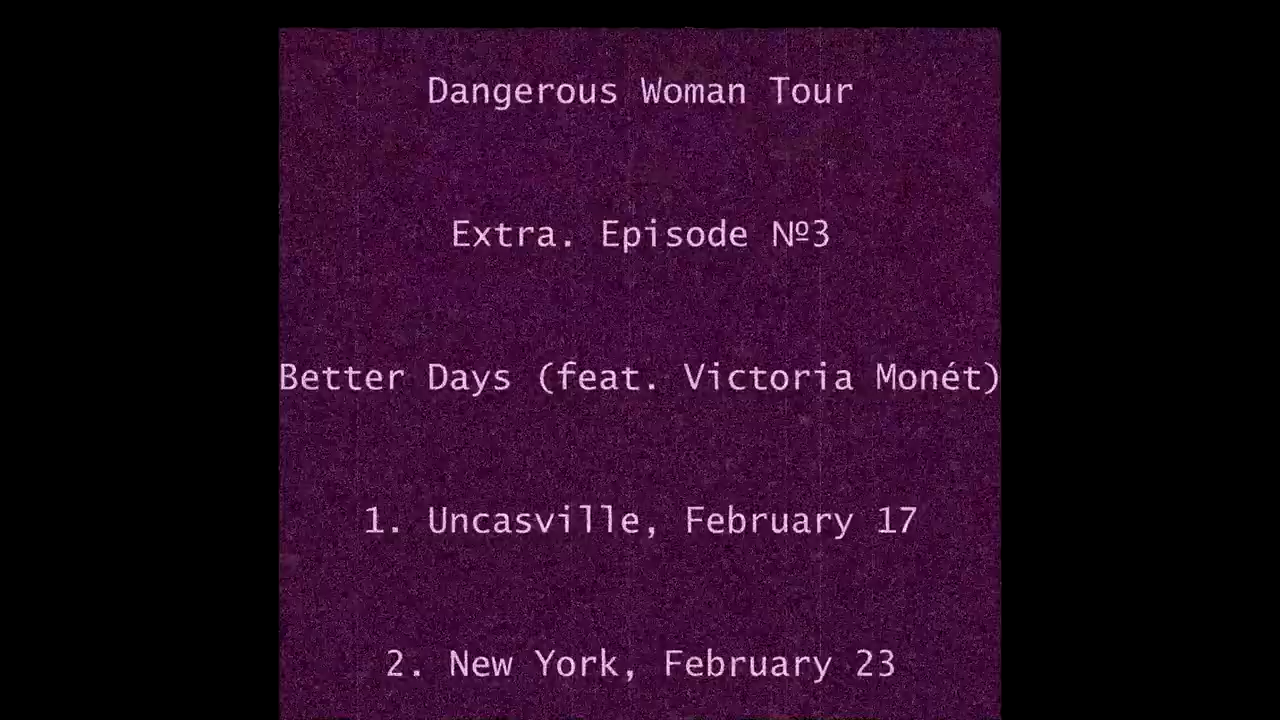 Dangerous Woman Tour
Extra. Episode №3
Better Days (feat. Victoria Monét)
1. Uncasville, February 17
2. New York, February 23